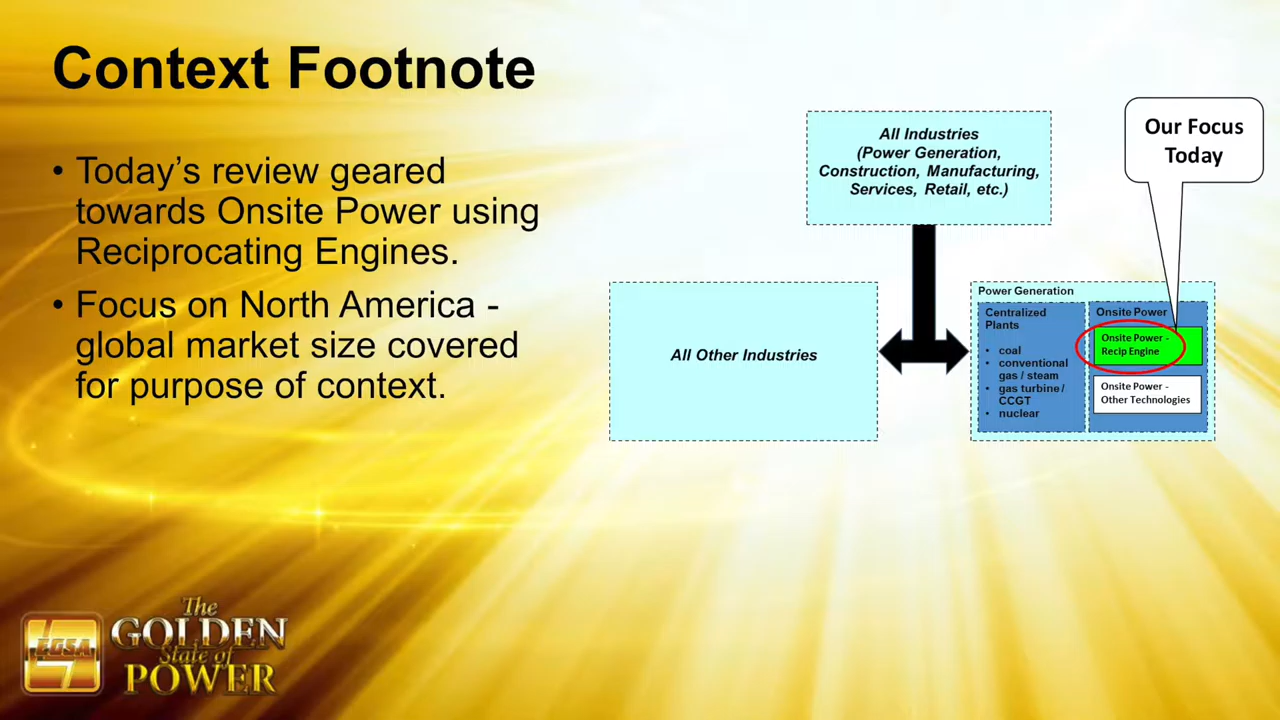 Context Footnote
• Today’s review geared
towards Onsite Power using
Reciprocating Engines.
• Focus on North America -
global market size covered
for purpose of context.
All Industries
(Power Generation,
Construction, Manufacturing,
Services, Retail, etc.)
Our Focus
Today
All Other Industries
Power Generation
Centralized
Plants
• coal
• conventional
gas / steam
• gas turbine /
CCGT
• nuclear
Onsite Power
Onsite Power -
Recip Engine
Onsite Power -
Other Technologies
EGSA
The
GOLDEN
State of
POWER